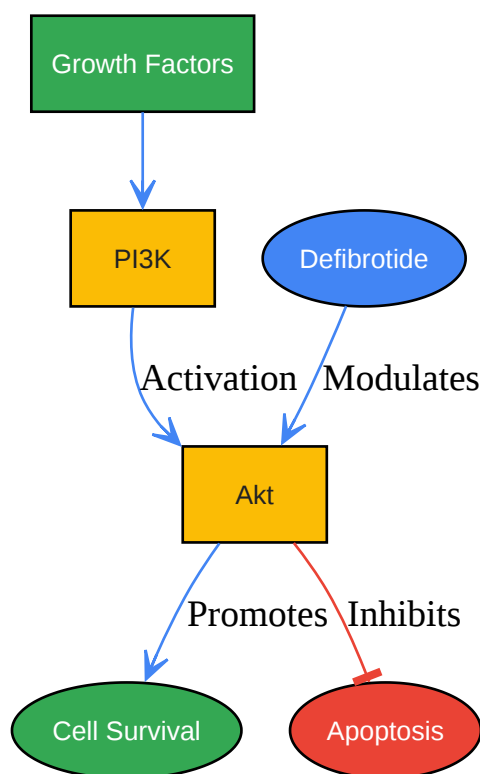 Growth Factors
PI3K
Defibrotide
Activation
Modulates
Akt
Promotes
Inhibits
Cell Survival
Apoptosis